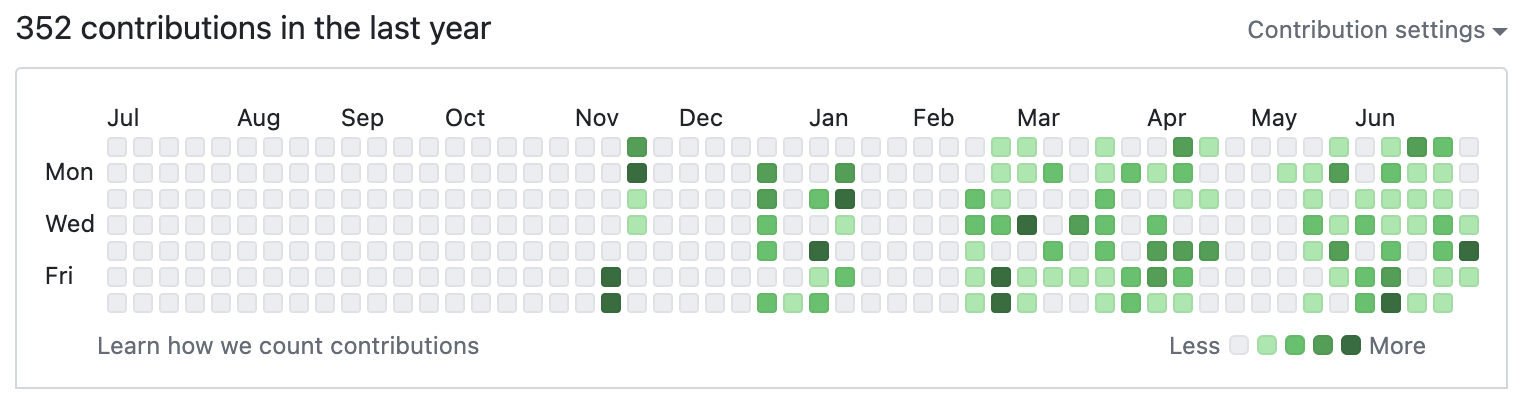 352 contributions in the last year
Contribution settings
Jul Aug Sep Oct Nov Dec Jan Feb Mar Apr May Jun
Mon
Wed
Fri
Learn how we count contributions
Less More